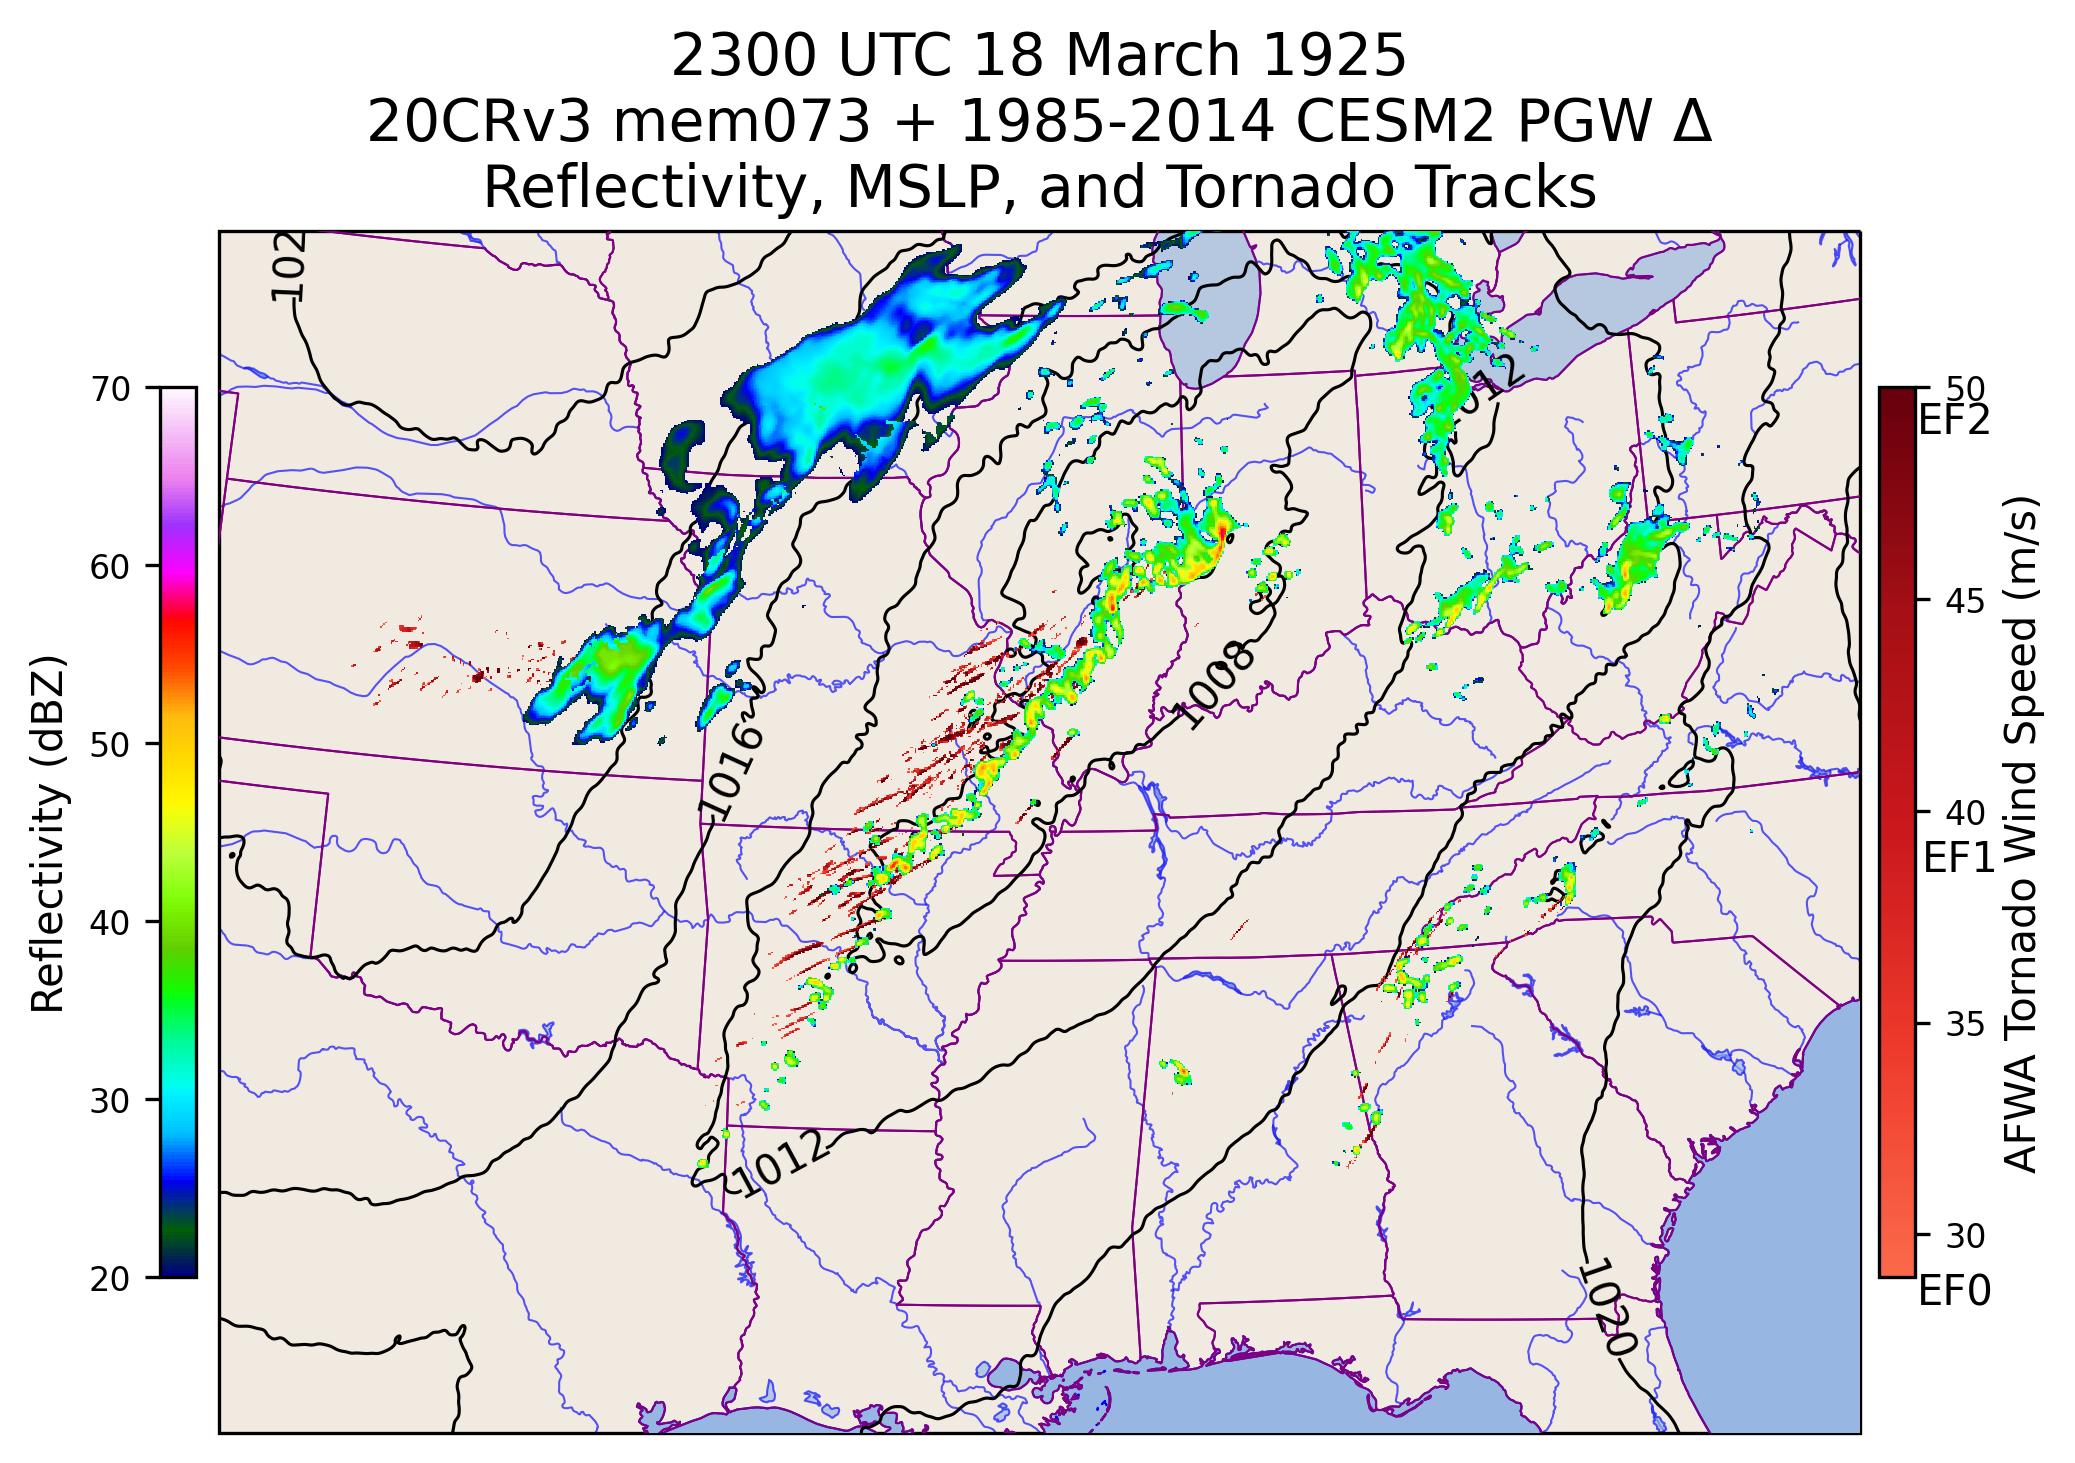 2300 UTC 18 March 1925
20CRv3 mem073 + 1985-2014 CESM2 PGW Δ
Reflectivity, MSLP, and Tornado Tracks
102
1012
1008
1016
1012
1020
70
60
50
40
30
20
Reflectivity (dBZ)
50
EF2
45
40
EF1
35
30
EF0
AFWA Tornado Wind Speed (m/s)